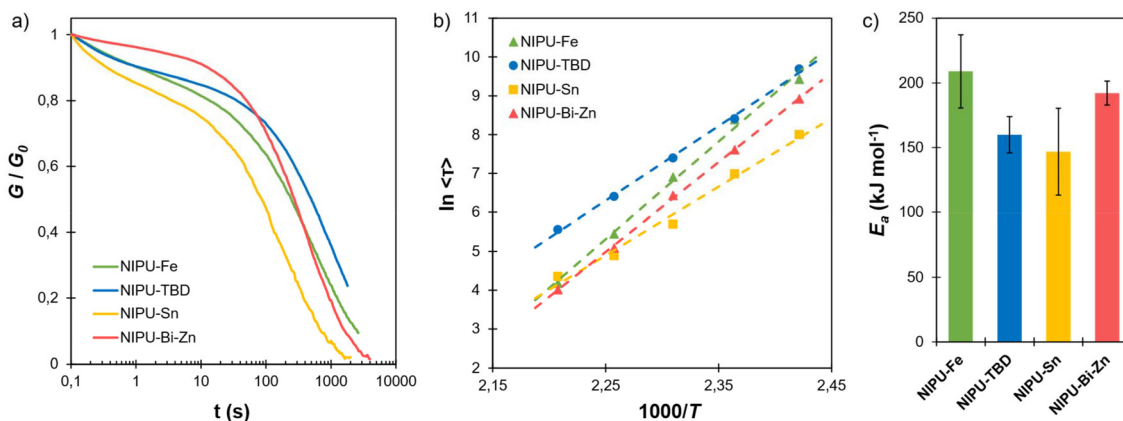 a)
G / G0
1
0,8
0,6
0,4
0,2
0
0,1
1
10
100
1000
10000
t (s)
NIPU-Fe
NIPU-TBD
NIPU-Sn
NIPU-Bi-Zn
b)
ln <τ>
11
10
9
8
7
6
5
4
3
2
2,15
2,25
2,35
2,45
1000/T
NIPU-Fe
NIPU-TBD
NIPU-Sn
NIPU-Bi-Zn
c)
Ea (kJ mol-1)
250
200
150
100
50
0
NIPU-Fe
NIPU-TBD
NIPU-Sn
NIPU-Bi-Zn